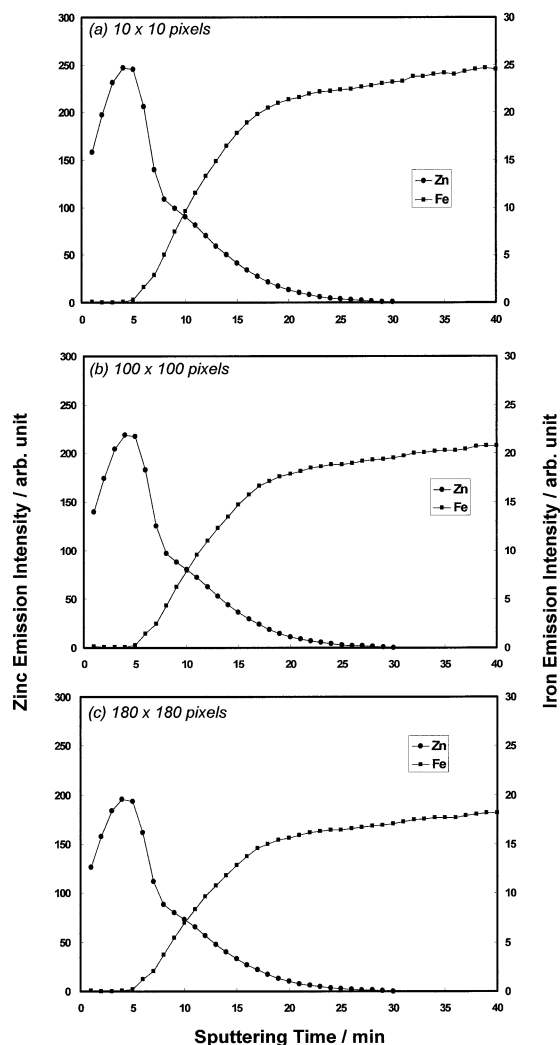 (a) 10 x 10 pixels
300
250
200
150
100
50
0
30
25
20
15
10
5
0
Zn
Fe
0 5 10 15 20 25 30 35 40
(b) 100 x 100 pixels
300
250
200
150
100
50
0
30
25
20
15
10
5
0
Zn
Fe
0 5 10 15 20 25 30 35 40
(c) 180 x 180 pixels
300
250
200
150
100
50
0
30
25
20
15
10
5
0
Zn
Fe
0 5 10 15 20 25 30 35 40
Zinc Emission Intensity / arb. unit
Iron Emission Intensity / arb. unit
Sputtering Time / min